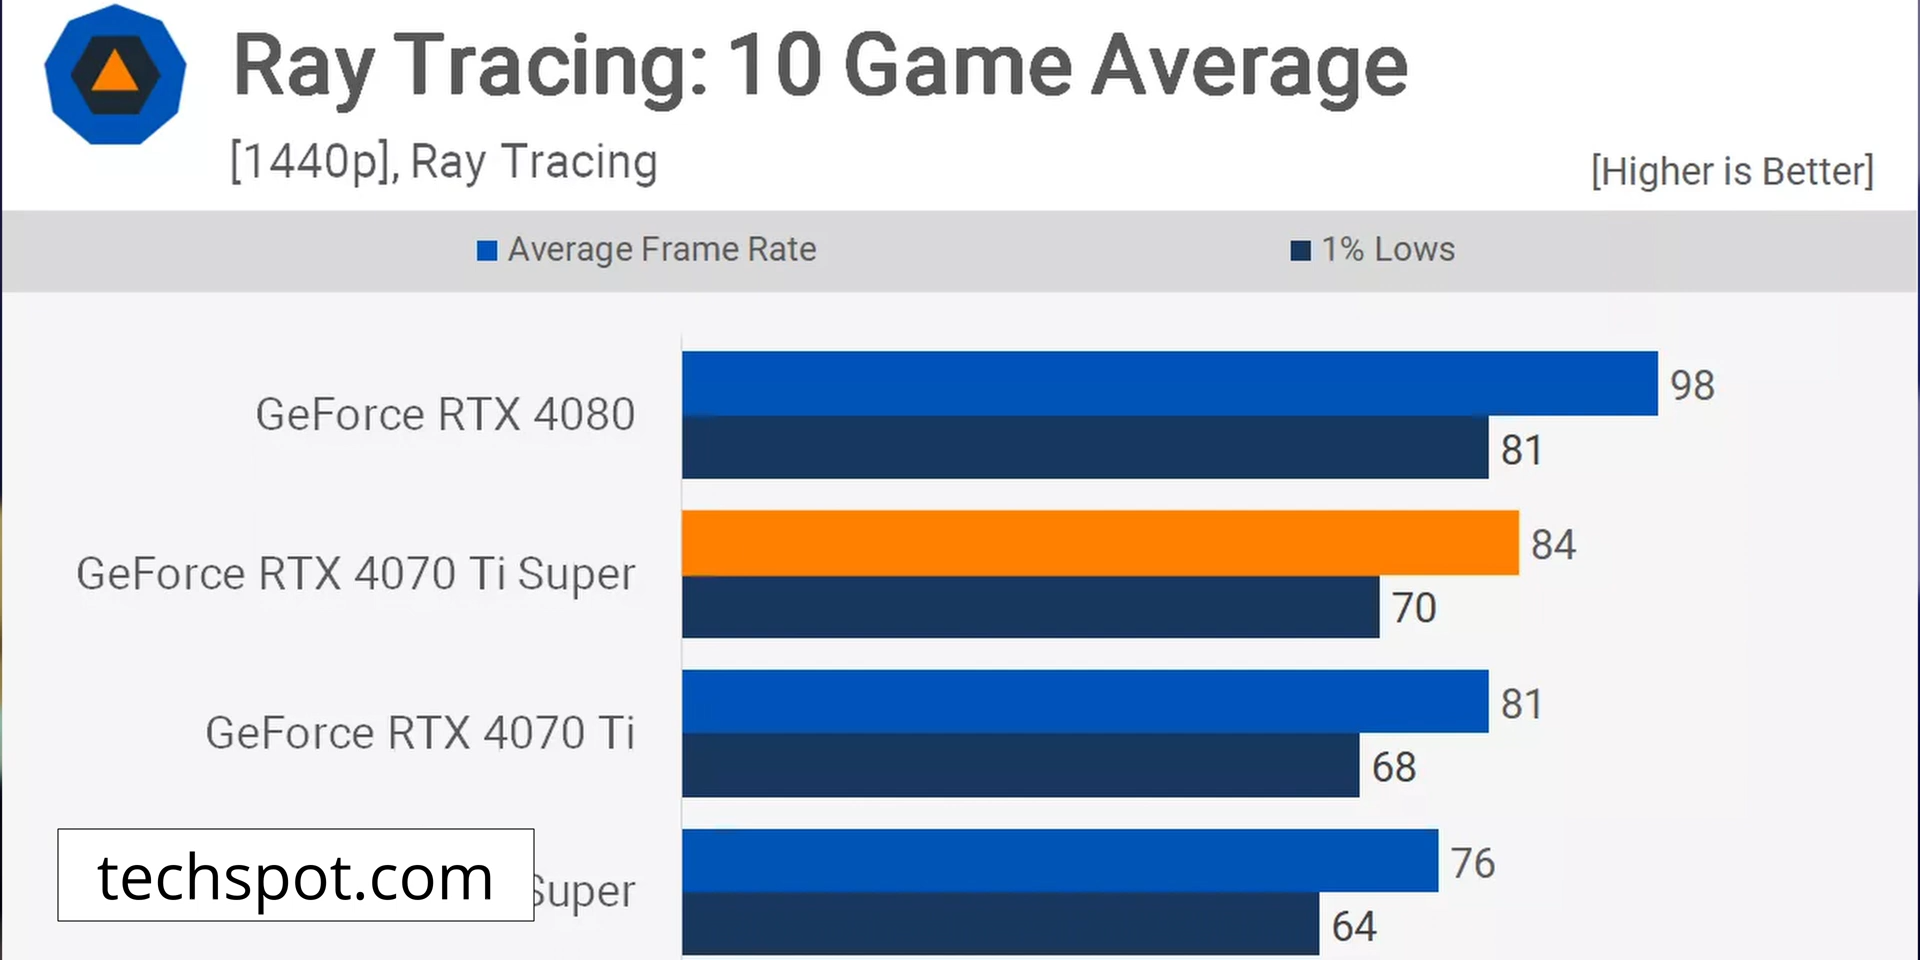 Ray Tracing: 10 Game Average
[1440p], Ray Tracing
[Higher is Better]
Average Frame Rate
1% Lows
GeForce RTX 4080
98
81
GeForce RTX 4070 Ti Super
84
70
GeForce RTX 4070 Ti
81
68
techspot.com
Super
76
64